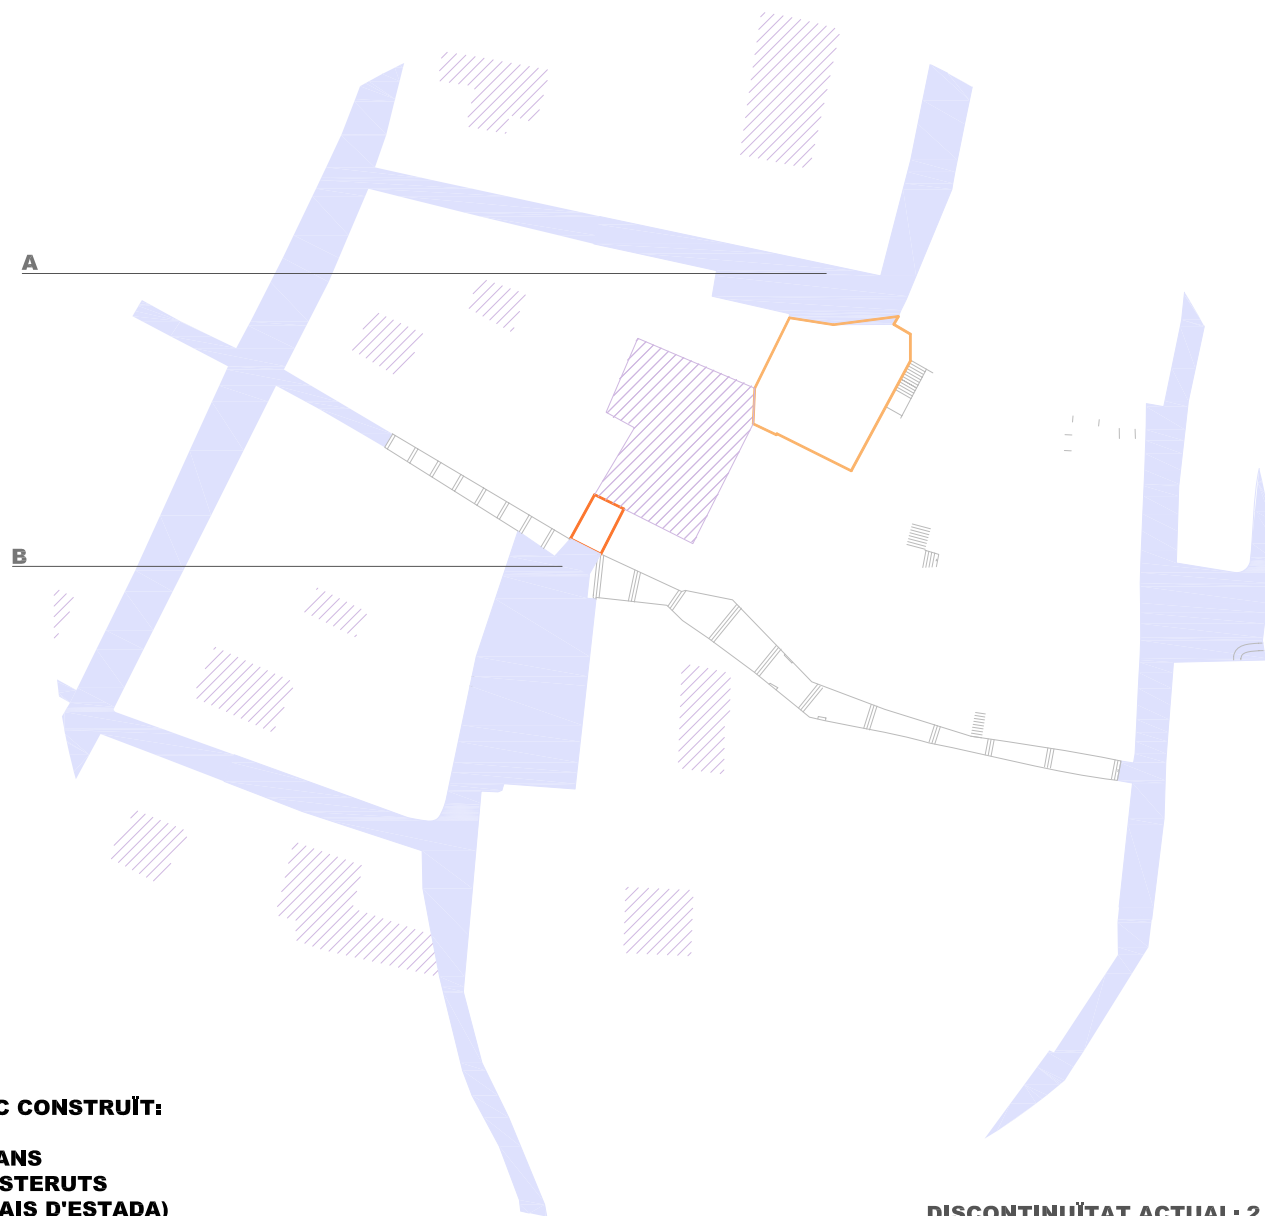 A
B
C CONSTRUÏT:
ANS
STERUTS
AIS D'ESTADA)
DISCONTINUÏTAT ACTUAL: 2